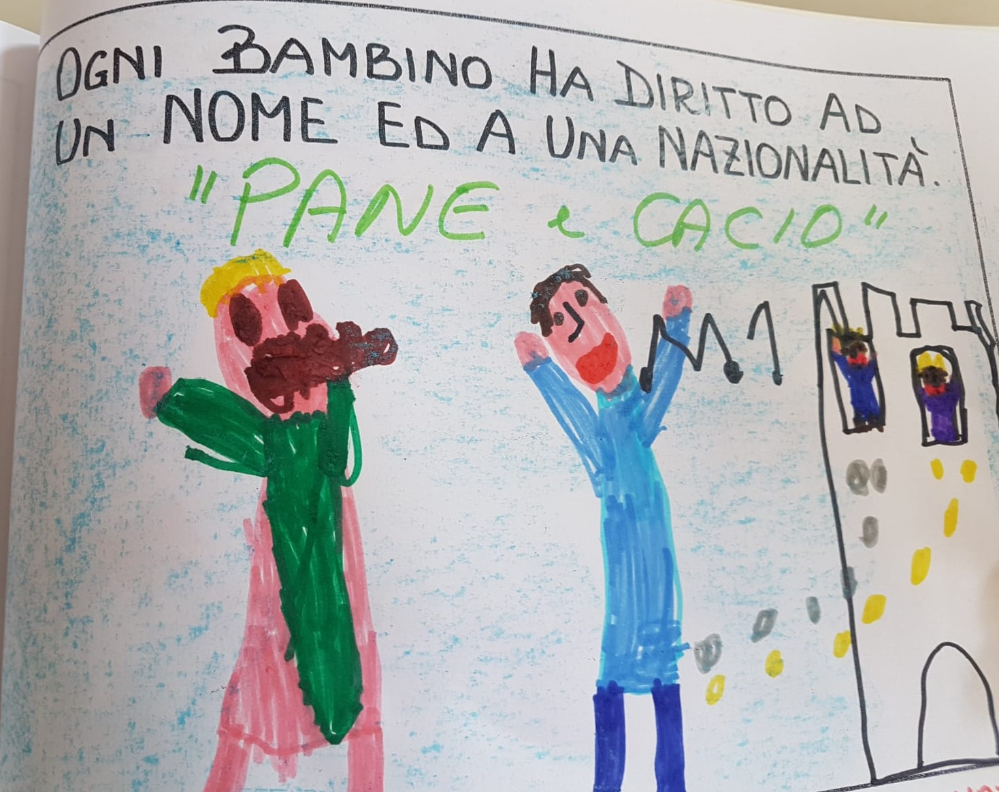 OGNI BAMBINO HA DIRITTO AD
UN NOME ED A UNA NAZIONALITÀ.
"PANE e CACIO"